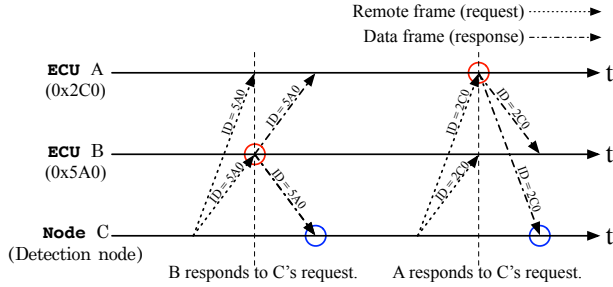 Remote frame (request)
Data frame (response)
ECU A
(0x2C0)
t
ID = 5A0
ID = 5A0
ID = 2C0
ID = 2C0
ECU B
(0x5A0)
t
ID = 5A0
ID = 5A0
ID = 2C0
ID = 2C0
Node C
(Detection node)
t
B responds to C's request.
A responds to C's request.